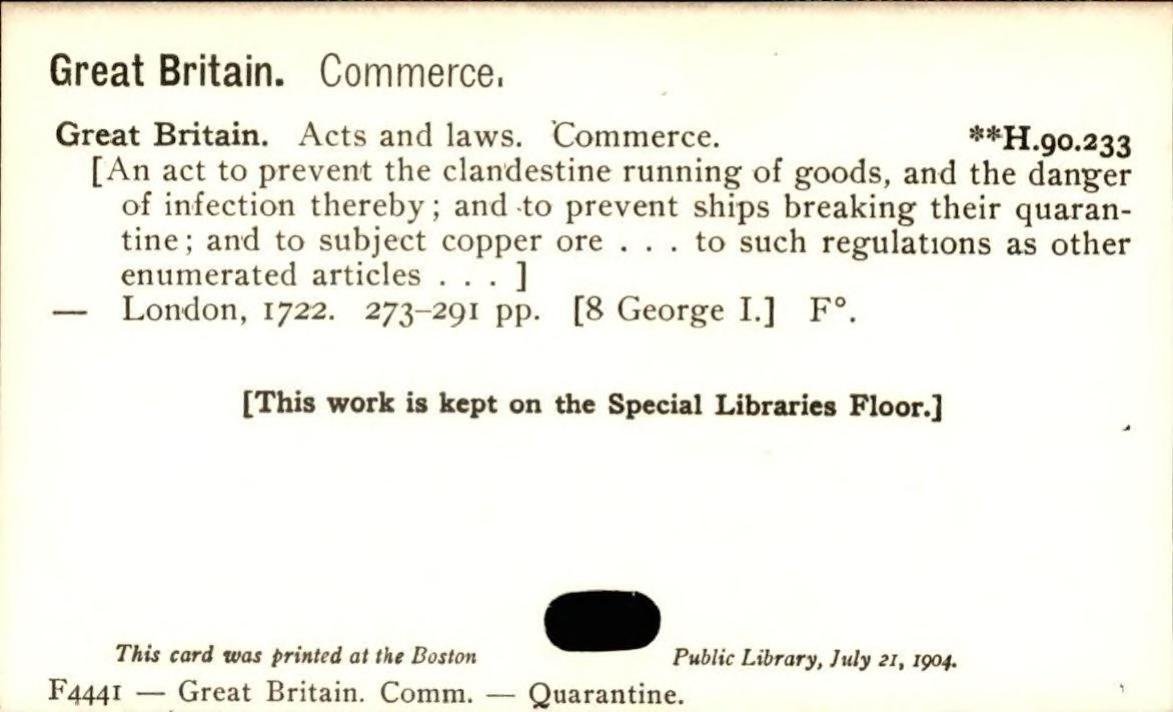 Great Britain. Commerce.
Great Britain. Acts and laws. Commerce. **H.90.233
[An act to prevent the clandestine running of goods, and the danger
of infection thereby; and to prevent ships breaking their quaran-
tine; and to subject copper ore . . . to such regulations as other
enumerated articles . . . ]
— London, 1722. 273–291 pp. [8 George I.] F°.
[This work is kept on the Special Libraries Floor.]
This card was printed at the Boston Public Library, July 21, 1904.
F4441 — Great Britain. Comm. — Quarantine.